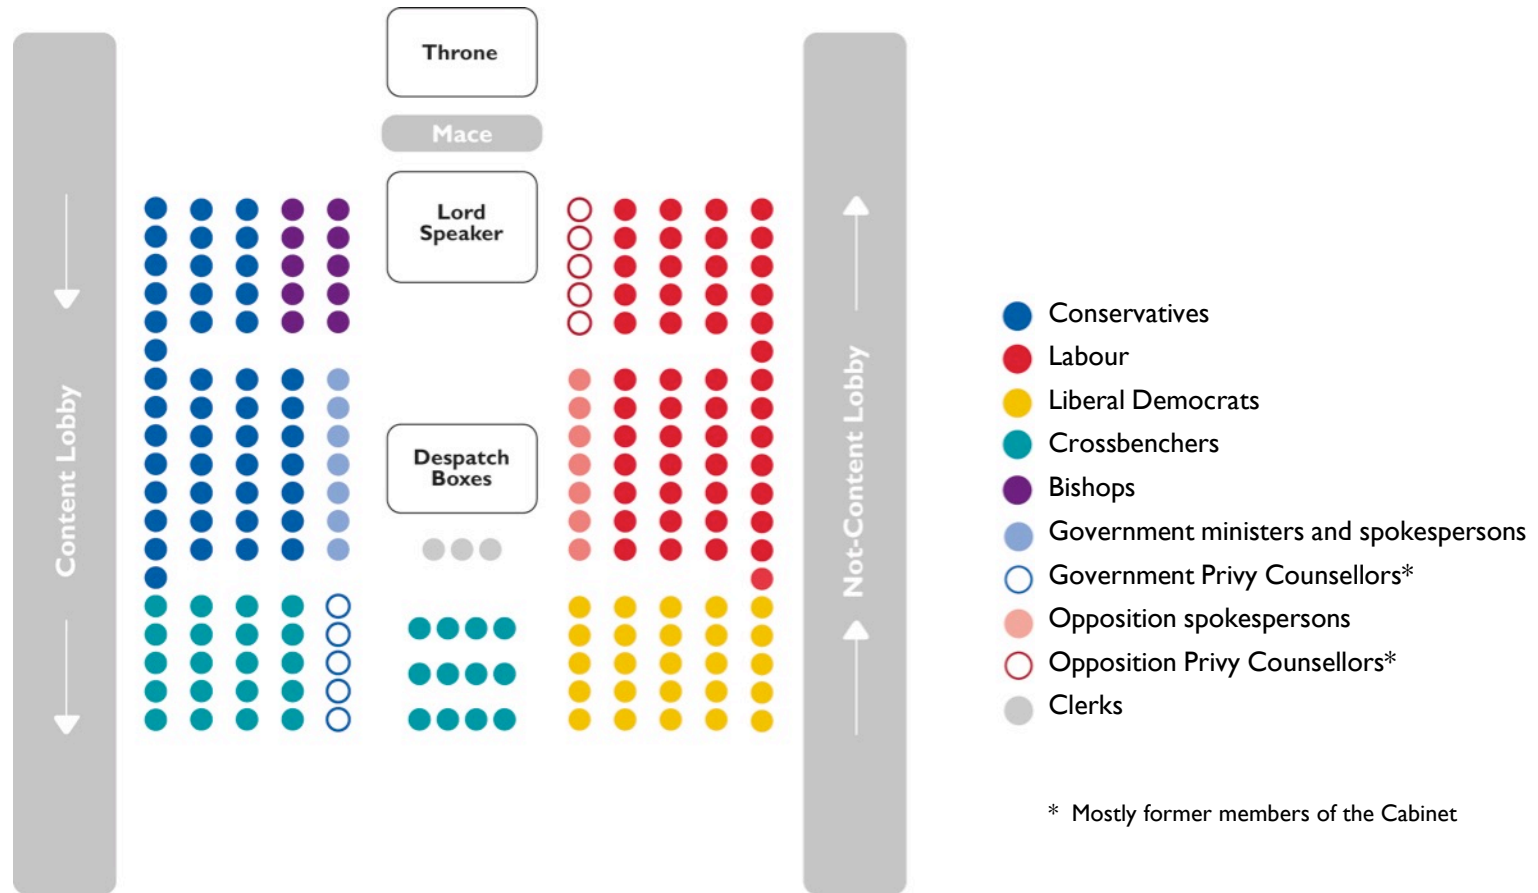 Throne
Mace
Lord
Speaker
Despatch
Boxes
Content Lobby
Not-Content Lobby
Conservatives
Labour
Liberal Democrats
Crossbenchers
Bishops
Government ministers and spokespersons
Government Privy Counsellors*
Opposition spokespersons
Opposition Privy Counsellors*
Clerks
* Mostly former members of the Cabinet